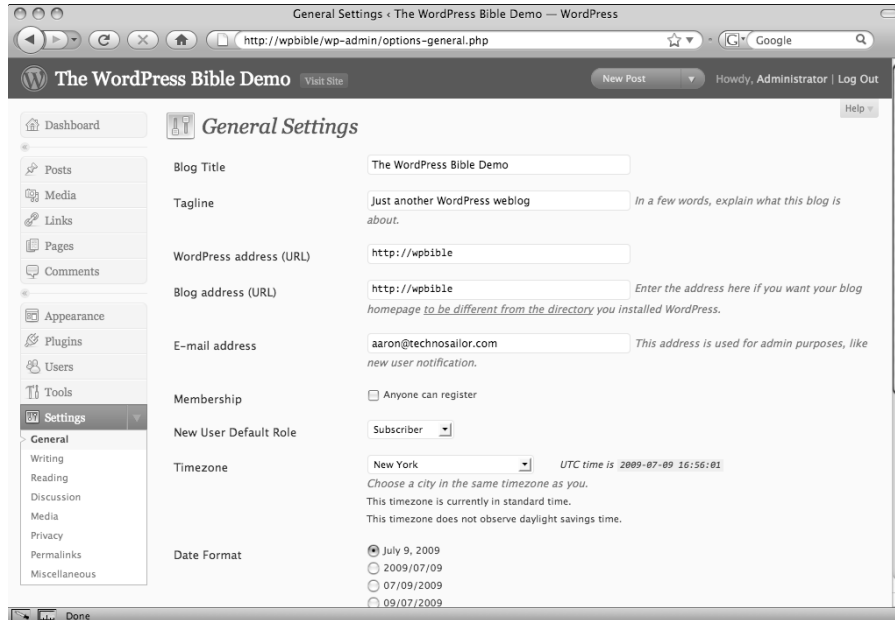 General Settings ‹ The WordPress Bible Demo — WordPress
http://wpbible/wp-admin/options-general.php
G
Google
The WordPress Bible Demo
Visit Site
New Post
Howdy, Administrator | Log Out
Help
Dashboard
Posts
Media
Links
Pages
Comments
Appearance
Plugins
Users
Tools
Settings
General
Writing
Reading
Discussion
Media
Privacy
Permalinks
Miscellaneous
General Settings
Blog Title
The WordPress Bible Demo
Tagline
Just another WordPress weblog
In a few words, explain what this blog is
about.
WordPress address (URL)
http://wpbible
Blog address (URL)
http://wpbible
Enter the address here if you want your blog
homepage to be different from the directory you installed WordPress.
E-mail address
aaron@technosailor.com
This address is used for admin purposes, like
new user notification.
Membership
Anyone can register
New User Default Role
Subscriber
Timezone
New York
UTC time is 2009-07-09 16:56:01
Choose a city in the same timezone as you.
This timezone is currently in standard time.
This timezone does not observe daylight savings time.
Date Format
July 9, 2009
2009/07/09
07/09/2009
09/07/2009
Done